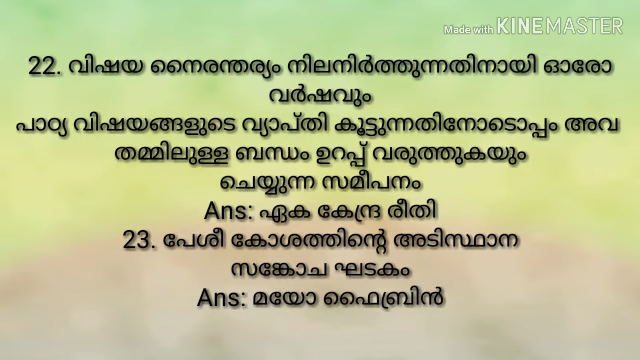 Made with KINEMASTER
22. വിഷയ നൈരന്തര്യം നിലനിർത്തുന്നതിനായി ഓരോ
വർഷവും
പാഠ്യ വിഷയങ്ങളുടെ വ്യാപ്തി കൂട്ടുന്നതിനോടൊപ്പം അവ
തമ്മിലുള്ള ബന്ധം ഉറപ്പ് വരുത്തുകയും
ചെയ്യുന്ന സമീപനം
Ans: ഏക കേന്ദ്ര രീതി
23. പേശീ കോശത്തിന്റെ അടിസ്ഥാന
സങ്കോച ഘടകം
Ans: മയോ ഫൈബ്രിൻ